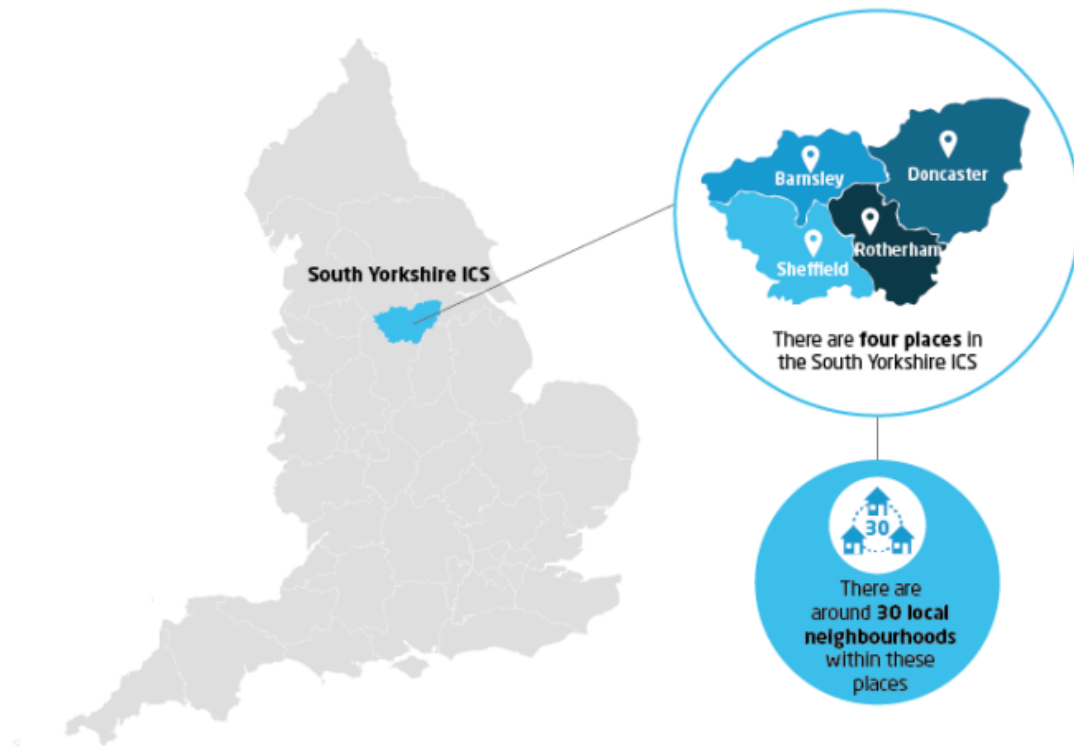 South Yorkshire ICS
Barnsley
Doncaster
Rotherham
Sheffield
There are four places in
the South Yorkshire ICS
30
There are
around 30 local
neighbourhoods
within these
places